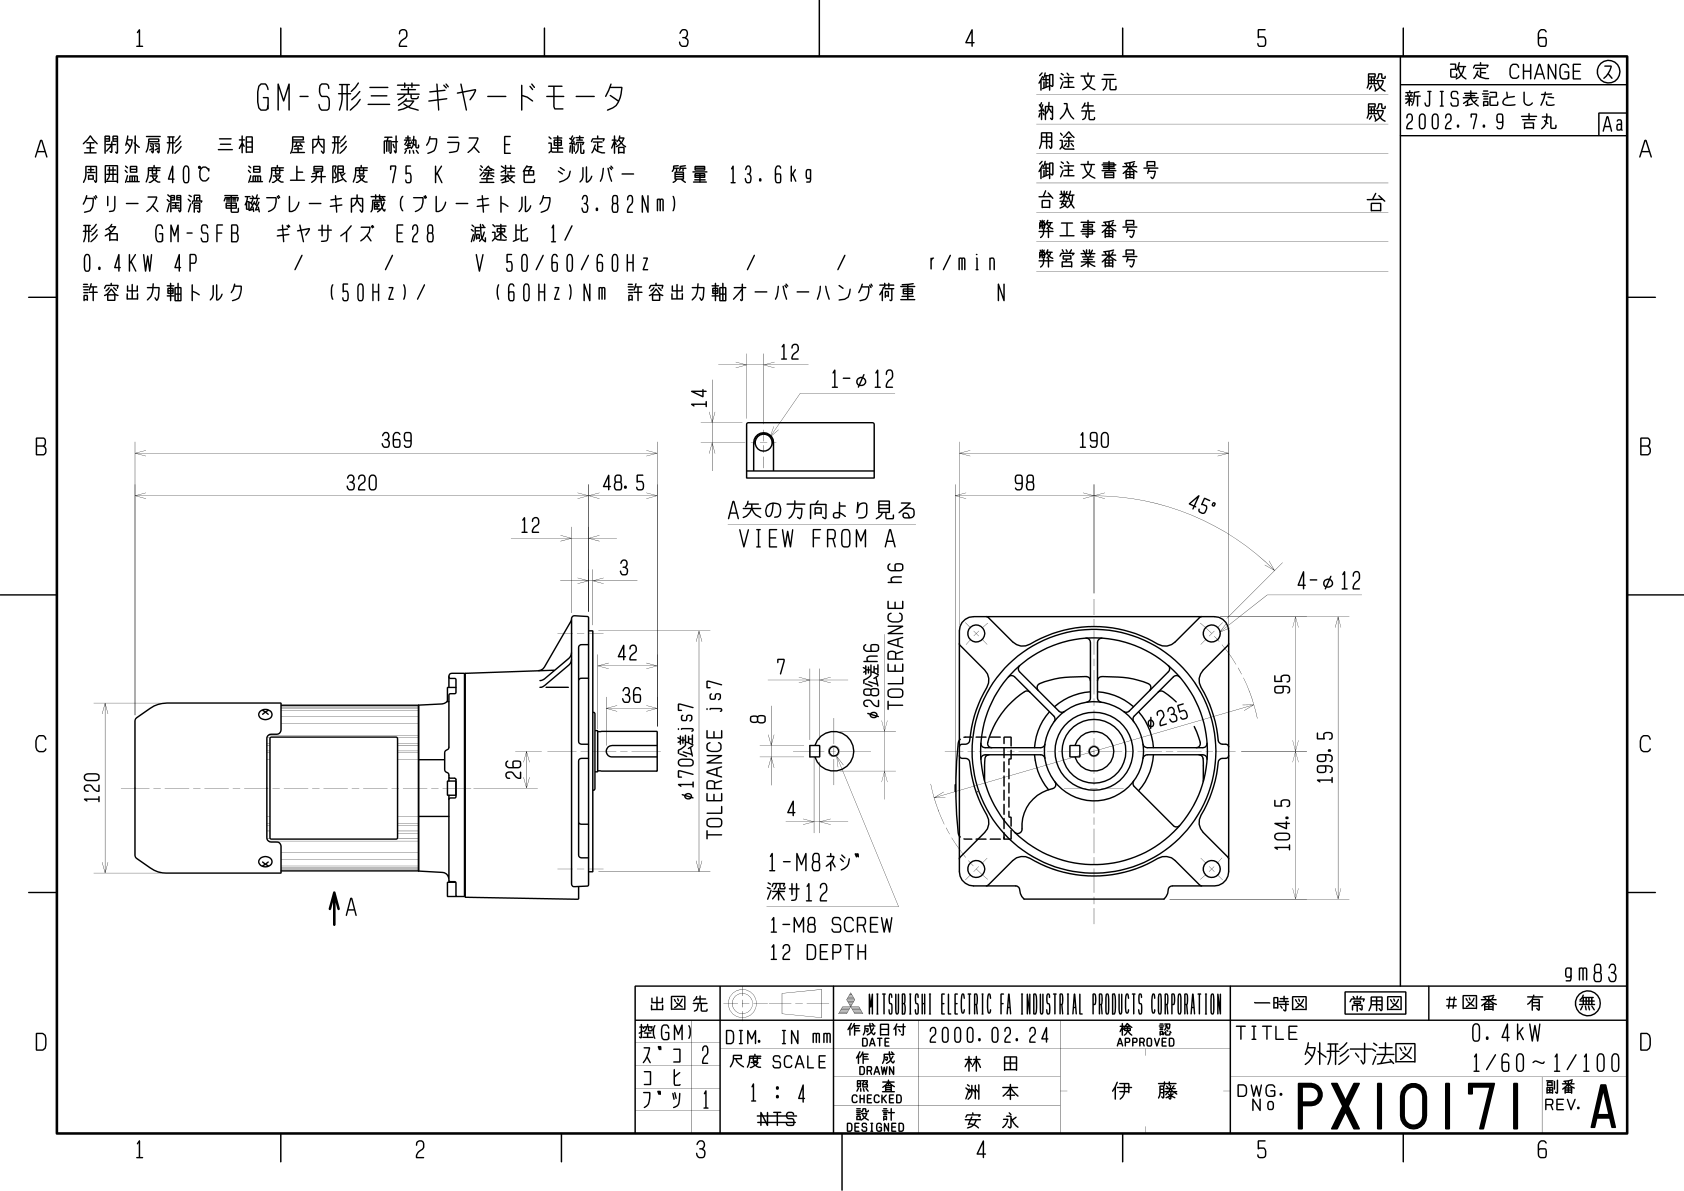 1 2 3 4 5 6
A
B
C
D
A
B
C
D
改定 CHANGE ス
新JIS表記とした
2002.7.9 吉丸 Aa
GM-S形三菱ギヤードモータ
全閉外扇形 三相 屋内形 耐熱クラス E 連続定格
周囲温度40℃ 温度上昇限度 75 K 塗装色 シルバー 質量 13.6kg
グリース潤滑 電磁ブレーキ内蔵(ブレーキトルク 3.82Nm)
形名 GM-SFB ギヤサイズ E28 減速比 1/
0.4KW 4P / / V 50/60/60Hz / / r/min
許容出力軸トルク (50Hz)/ (60Hz)Nm 許容出力軸オーバーハング荷重 N
御注文元 殿
納入先 殿
用途
御注文書番号
台数 台
弊工事番号
弊営業番号
12
1-φ12
14
A矢の方向より見る
VIEW FROM A
369
320
48.5
12
3
42
36
26
120
φ170公差js7
TOLERANCE js7
A
7
8
4
φ28公差h6
TOLERANCE h6
1-M8ネジ
深サ12
1-M8 SCREW
12 DEPTH
190
98
45°
4-φ12
φ235
95
104.5
199.5
gm83
出図先
控(GM)
スﾞコ 2
コヒ
フﾞツ 1
DIM. IN mm
尺度 SCALE
1 : 4
NTS
MITSUBISHI ELECTRIC FA INDUSTRIAL PRODUCTS CORPORATION
作成日付
DATE
2000.02.24
検認
APPROVED
作成
DRAWN
林田
照査
CHECKED
洲本
伊藤
設計
DESIGNED
安永
一時図 常用図 #図番 有 無
TITLE
外形寸法図
0.4kW
1/60~1/100
DWG.
No
PX10171
副番
REV.
A
1 2 3 4 5 6